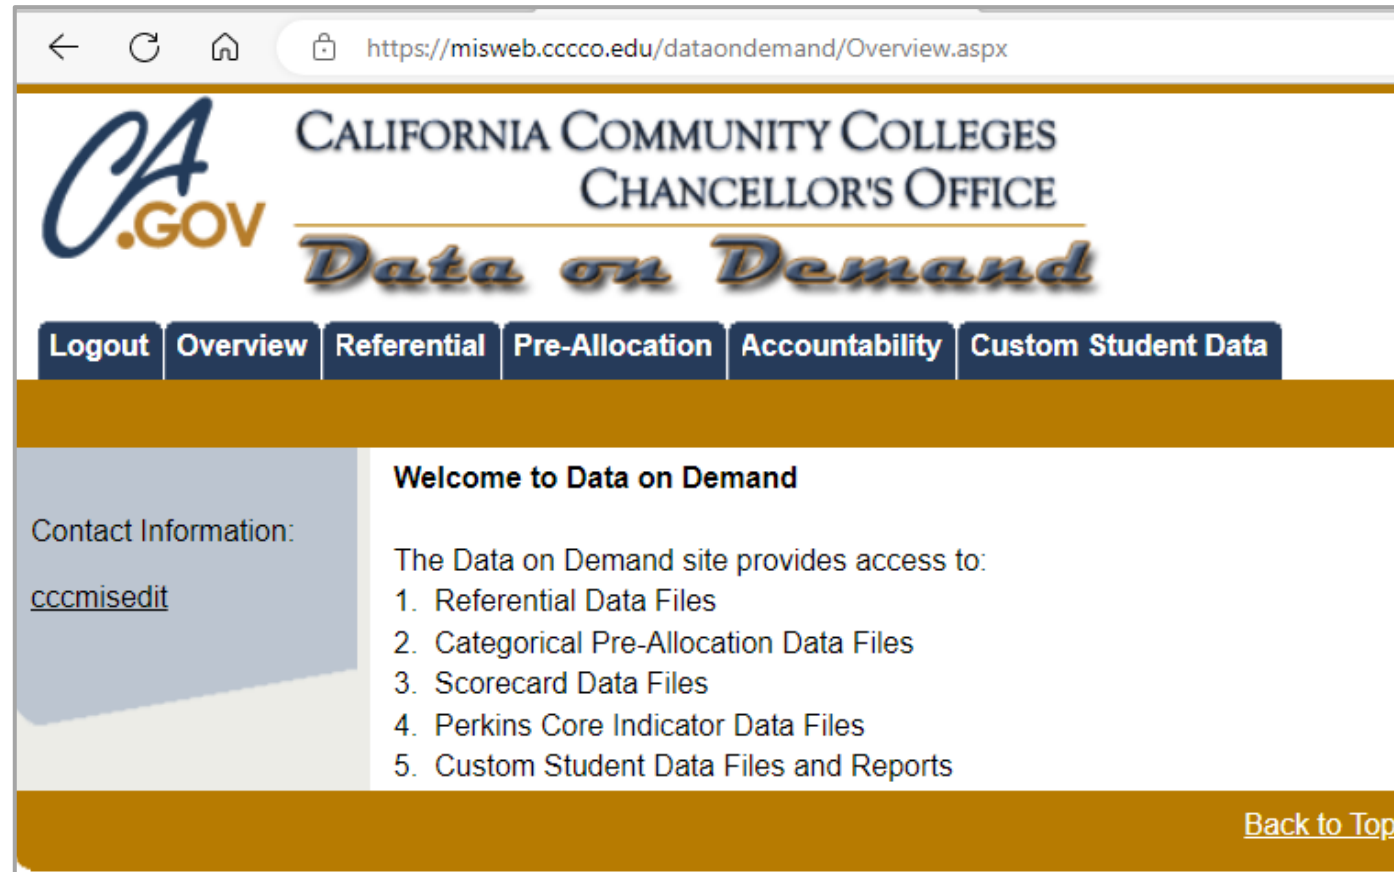 https://misweb.cccco.edu/dataondemand/Overview.aspx
CA
.GOV
CALIFORNIA COMMUNITY COLLEGES
CHANCELLOR'S OFFICE
Data on Demand
Logout Overview Referential Pre-Allocation Accountability Custom Student Data
Welcome to Data on Demand
Contact Information:
cccmisedit
The Data on Demand site provides access to:
1. Referential Data Files
2. Categorical Pre-Allocation Data Files
3. Scorecard Data Files
4. Perkins Core Indicator Data Files
5. Custom Student Data Files and Reports
Back to Top